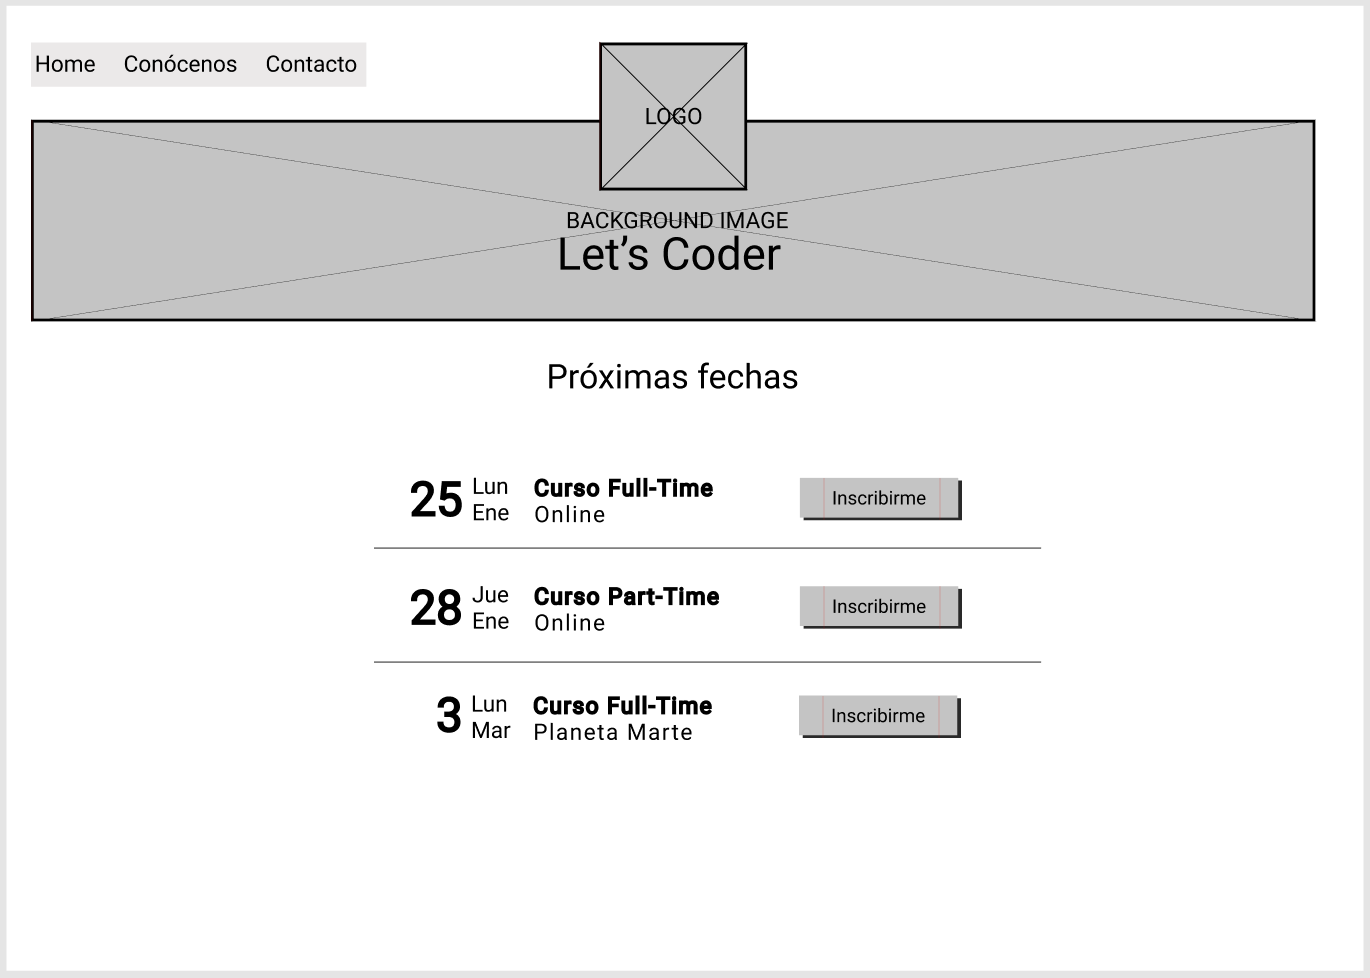 Home Conócenos Contacto
LOGO
BACKGROUND IMAGE
Let’s Coder
Próximas fechas
25 Lun Ene
Curso Full-Time
Online
Inscribirme
28 Jue Ene
Curso Part-Time
Online
Inscribirme
3 Lun Mar
Curso Full-Time
Planeta Marte
Inscribirme